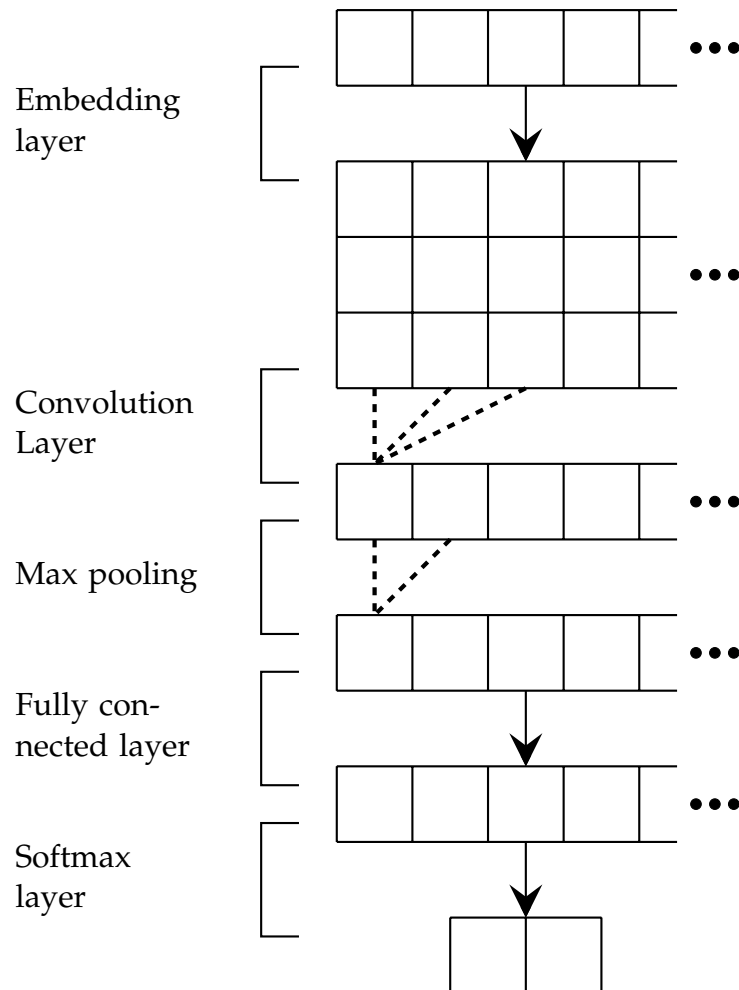 Embedding
layer
Convolution
Layer
Max pooling
Fully con-
nected layer
Softmax
layer